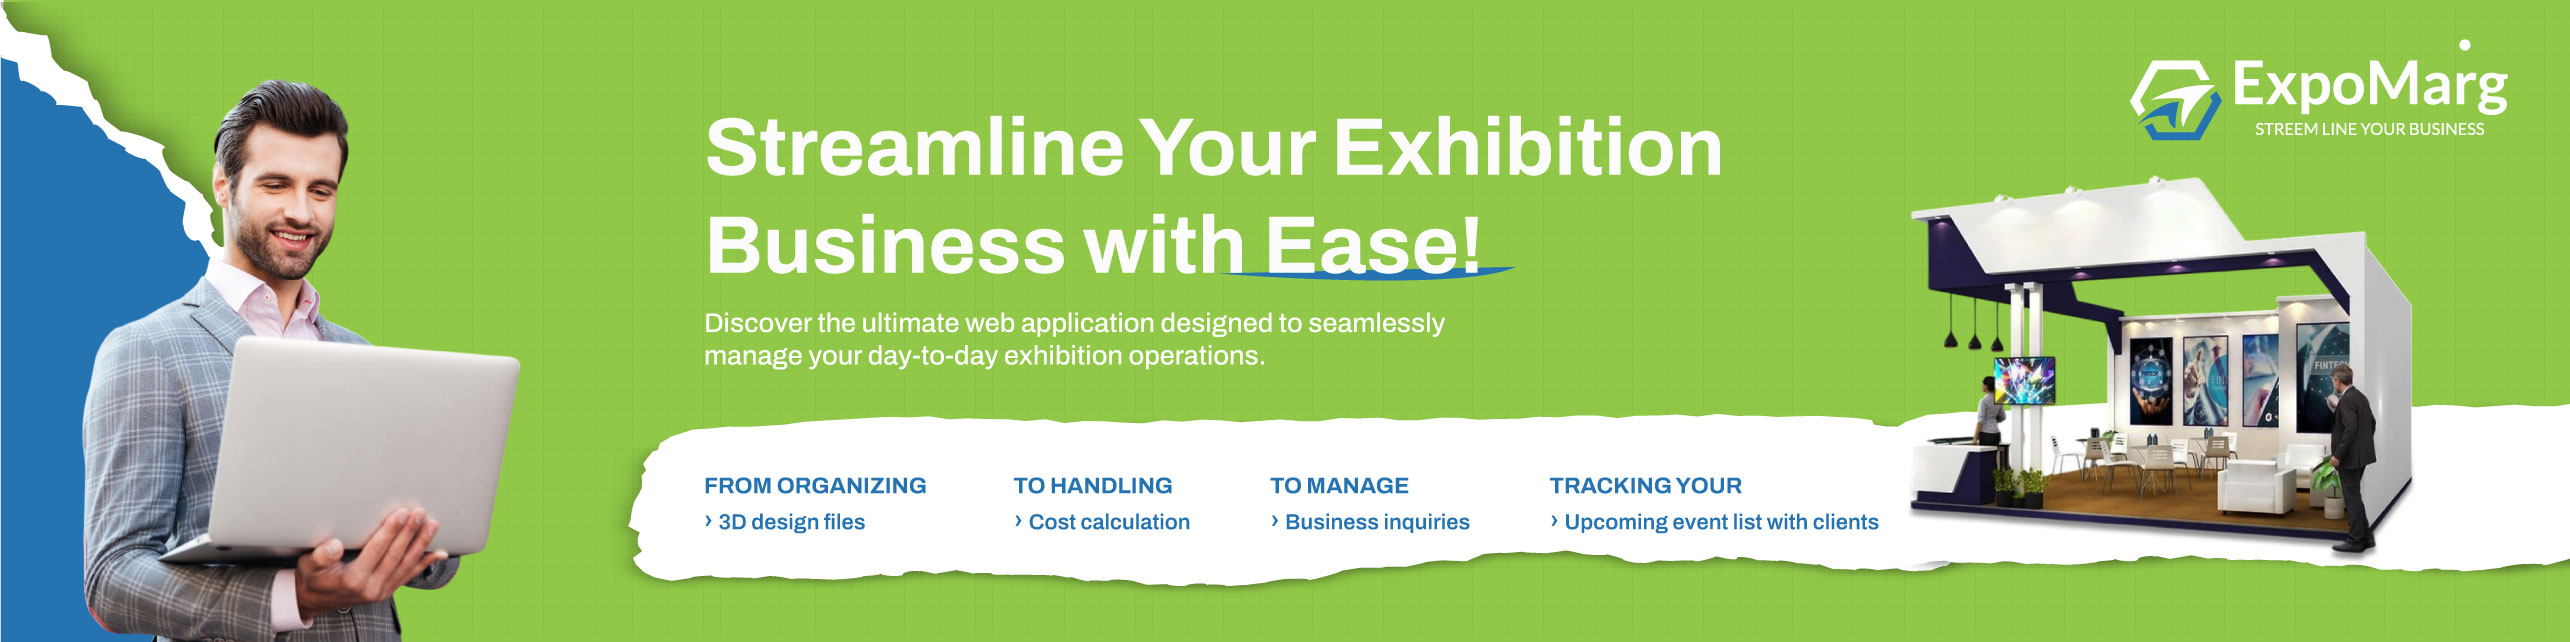 ExpoMarg
STREEM LINE YOUR BUSINESS
Streamline Your Exhibition
Business with Ease!
Discover the ultimate web application designed to seamlessly
manage your day-to-day exhibition operations.
FROM ORGANIZING
› 3D design files
TO HANDLING
› Cost calculation
TO MANAGE
› Business inquiries
TRACKING YOUR
› Upcoming event list with clients
FINTECH